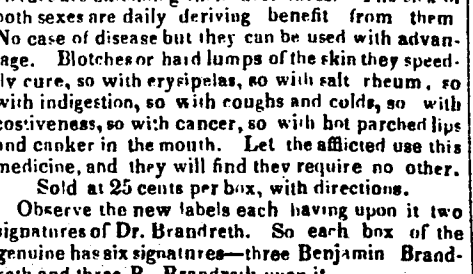 both sexes are daily deriving benefit from them
No case of disease but they can be used with advan-
age. Blotches or hard lumps of the skin they speed-
ly cure, so with erysipelas, so with salt rheum, so
with indigestion, so with coughs and colds, so with
costiveness, so with cancer, so with hot parched lips
and canker in the mouth. Let the afflicted use this
medicine, and they will find they require no other.
Sold at 25 cents per box, with directions.
Observe the new labels each having upon it two
signatures of Dr. Brandreth. So each box of the
genuine has six signatures—three Benjamin Brand-
reth and three B. Brandreth upon it